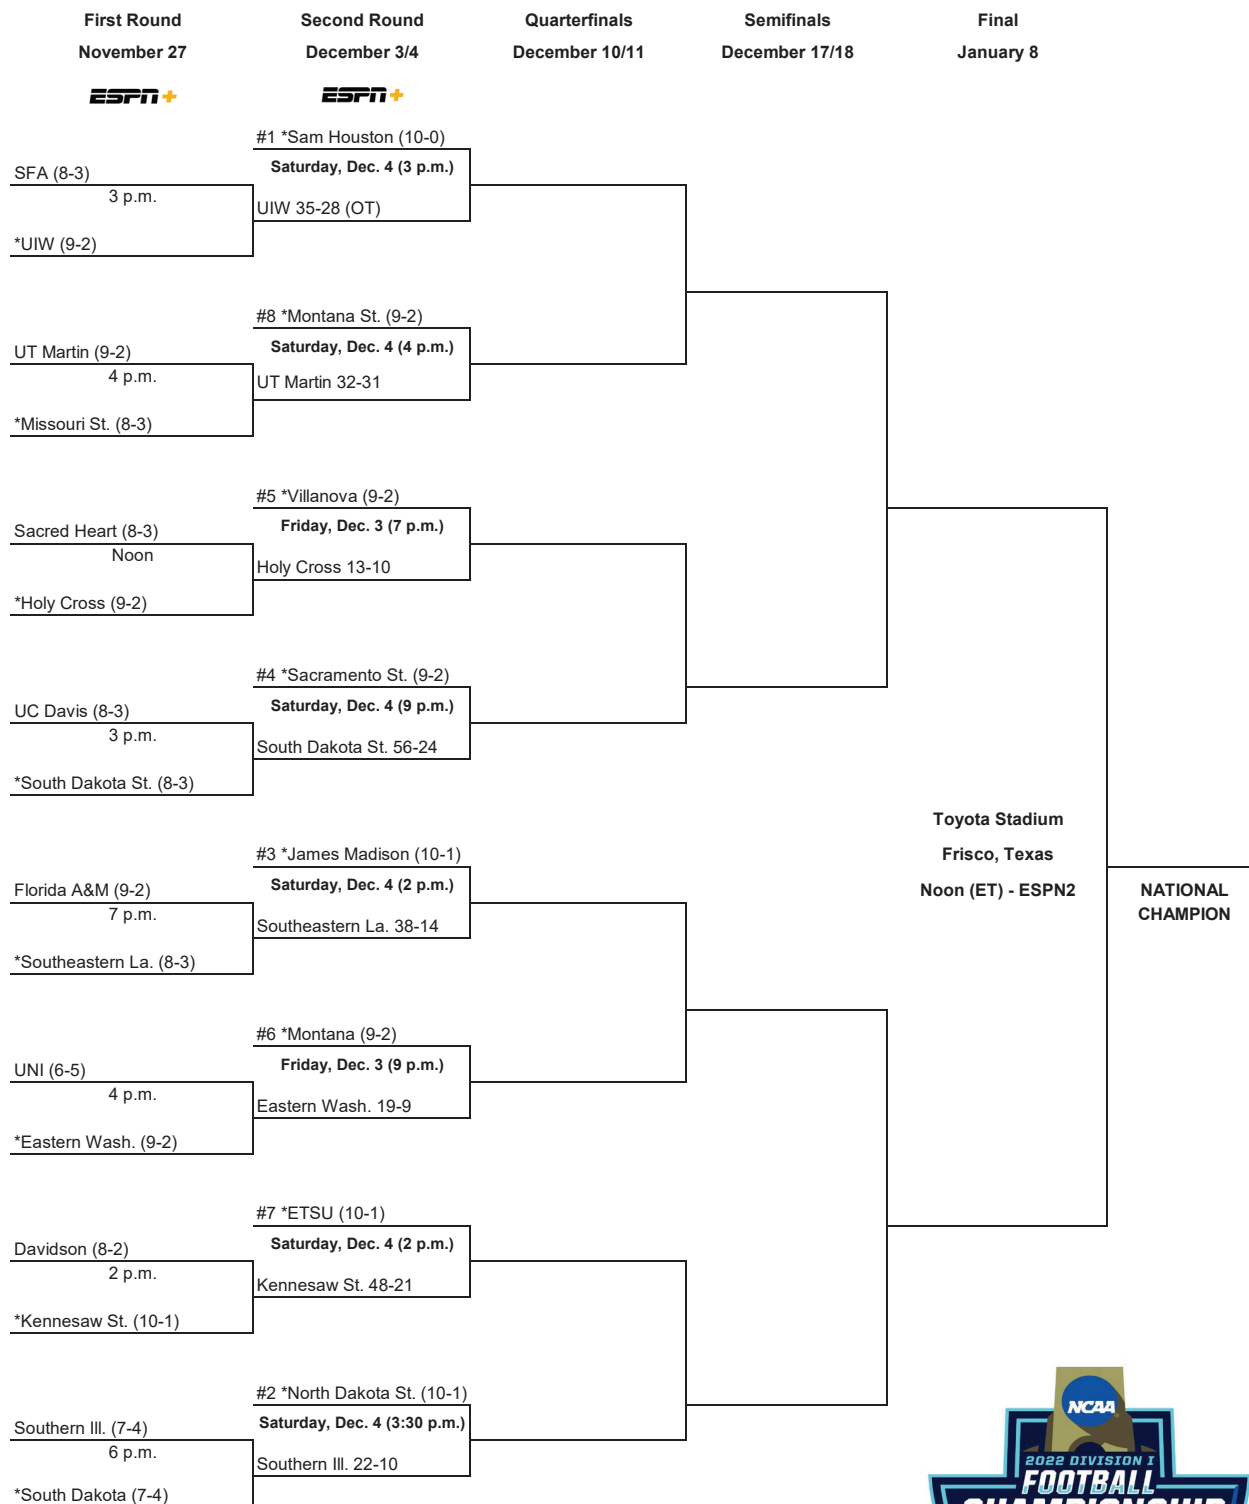 First Round
November 27
ESPN+
Second Round
December 3/4
ESPN+
Quarterfinals
December 10/11
Semifinals
December 17/18
Final
January 8
#1 *Sam Houston (10-0)
Saturday, Dec. 4 (3 p.m.)
SFA (8-3)
3 p.m.
UIW 35-28 (OT)
*UIW (9-2)
#8 *Montana St. (9-2)
Saturday, Dec. 4 (4 p.m.)
UT Martin (9-2)
4 p.m.
UT Martin 32-31
*Missouri St. (8-3)
#5 *Villanova (9-2)
Friday, Dec. 3 (7 p.m.)
Sacred Heart (8-3)
Noon
Holy Cross 13-10
*Holy Cross (9-2)
#4 *Sacramento St. (9-2)
Saturday, Dec. 4 (9 p.m.)
UC Davis (8-3)
3 p.m.
South Dakota St. 56-24
*South Dakota St. (8-3)
Toyota Stadium
Frisco, Texas
Noon (ET) - ESPN2
NATIONAL
CHAMPION
#3 *James Madison (10-1)
Saturday, Dec. 4 (2 p.m.)
Florida A&M (9-2)
7 p.m.
Southeastern La. 38-14
*Southeastern La. (8-3)
#6 *Montana (9-2)
Friday, Dec. 3 (9 p.m.)
UNI (6-5)
4 p.m.
Eastern Wash. 19-9
*Eastern Wash. (9-2)
#7 *ETSU (10-1)
Saturday, Dec. 4 (2 p.m.)
Davidson (8-2)
2 p.m.
Kennesaw St. 48-21
*Kennesaw St. (10-1)
#2 *North Dakota St. (10-1)
Saturday, Dec. 4 (3:30 p.m.)
Southern Ill. (7-4)
6 p.m.
Southern Ill. 22-10
*South Dakota (7-4)
NCAA
2022 DIVISION I
FOOTBALL
CHAMPIONSHIP